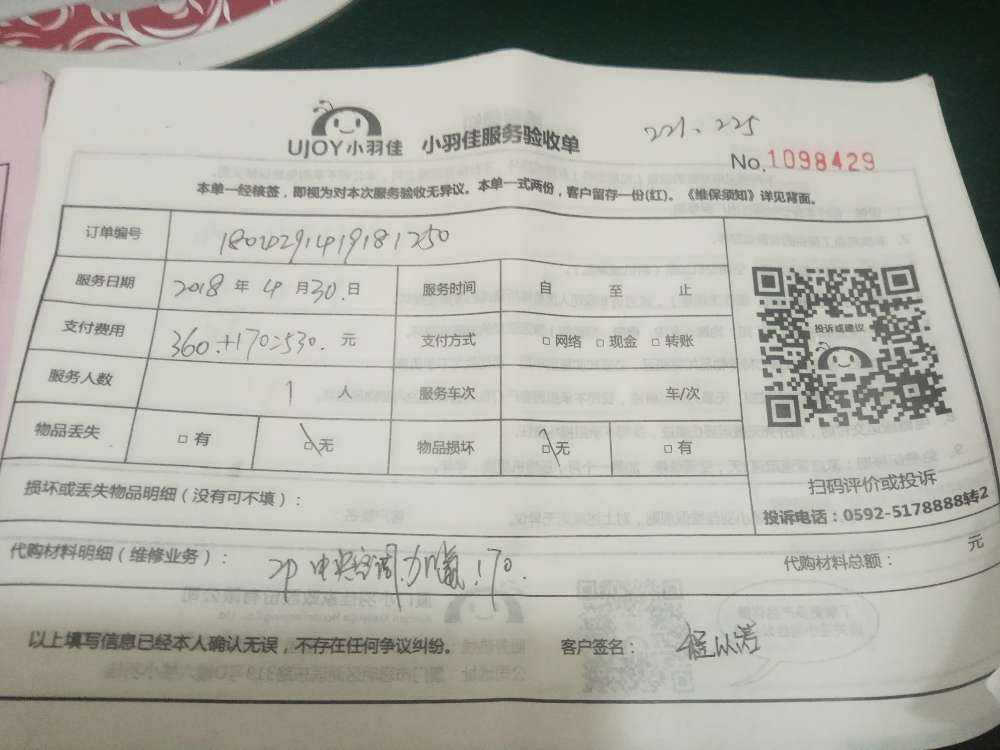 UJOY小羽佳 小羽佳服务验收单
221、225
No.1098429
本单一经核签，即视为对本次服务验收无异议。本单一式两份，客户留存一份(红)。《维保须知》详见背面。
订单编号
服务日期 2018 年 4 月 30 日 服务时间 自 至 止
支付费用 360.+170=530. 元 支付方式 □网络 □现金 □转账
投诉或建议
服务人数 1 人 服务车次 车/次
物品丢失 □有 □无 物品损坏 □无 □有
扫码评价或投诉
投诉电话：0592-5178888转2
损坏或丢失物品明细（没有可不填）：
代购材料明细（维修业务）： 2P 中央空调.加氟.170. 代购材料总额： 元
以上填写信息已经本人确认无误，不存在任何争议纠纷。 客户签名：